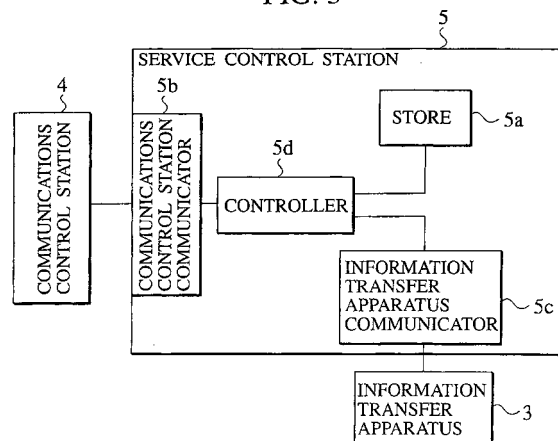 FIG. 5
5
SERVICE CONTROL STATION
4
COMMUNICATIONS
CONTROL STATION
5b
COMMUNICATIONS
CONTROL STATION
COMMUNICATOR
5d
CONTROLLER
STORE
5a
INFORMATION
TRANSFER
APPARATUS
COMMUNICATOR
5c
INFORMATION
TRANSFER
APPARATUS
3